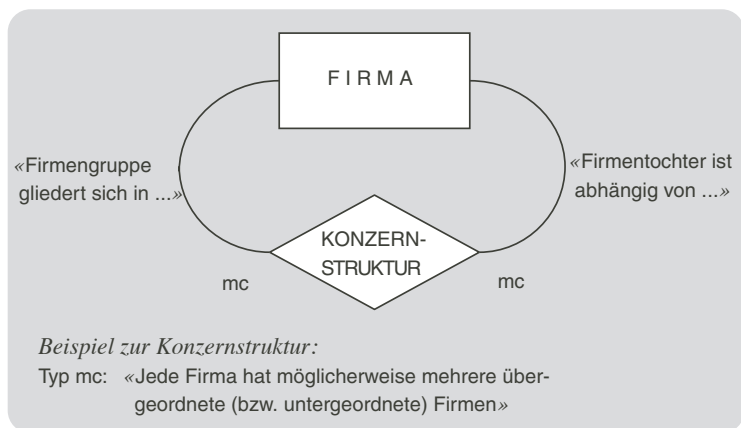 F I R M A
«Firmengruppe
gliedert sich in ...»
«Firmentochter ist
abhängig von ...»
KONZERN-
STRUKTUR
mc
mc
Beispiel zur Konzernstruktur:
Typ mc: «Jede Firma hat möglicherweise mehrere über-
geordnete (bzw. untergeordnete) Firmen»